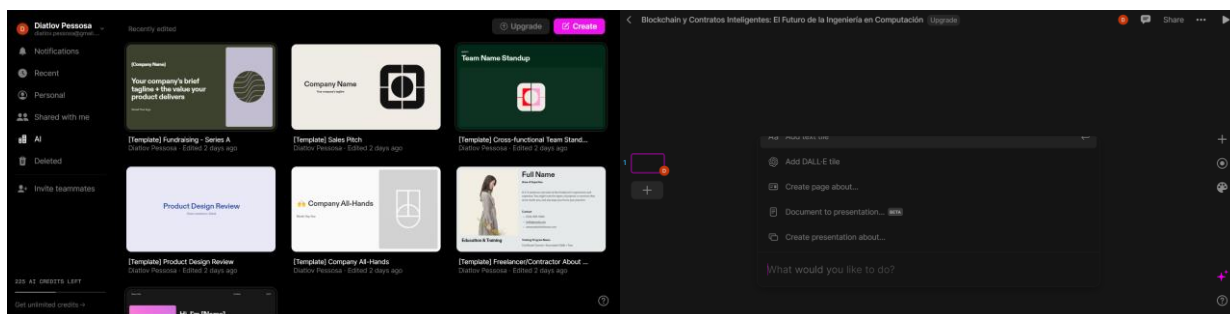 Diatlov Pessosa
Notifications
Recent
Personal
Shared with me
AI
Deleted
Invite teammates
225 AI CREDITS LEFT
Get unlimited credits →
Recently edited
Upgrade
Create
[Company Name]
Your company's brief
tagline + the value your
product delivers
[Template] Fundraising - Series A
Diatlov Pessosa · Edited 2 days ago
Company Name
[Template] Sales Pitch
Diatlov Pessosa · Edited 2 days ago
Team Name Standup
[Template] Cross-functional Team Stand...
Diatlov Pessosa · Edited 2 days ago
Product Design Review
[Template] Product Design Review
Diatlov Pessosa · Edited 2 days ago
Company All-Hands
[Template] Company All-Hands
Diatlov Pessosa · Edited 2 days ago
Full Name
Education & Training
[Template] Freelancer/Contractor About ...
Diatlov Pessosa · Edited 2 days ago
Hi, I'm [Name]
Blockchain y Contratos Inteligentes: El Futuro de la Ingeniería en Computación
Upgrade
Share
1
Aa Add text tile
Add DALL·E tile
Create page about...
Document to presentation... BETA
Create presentation about...
What would you like to do?